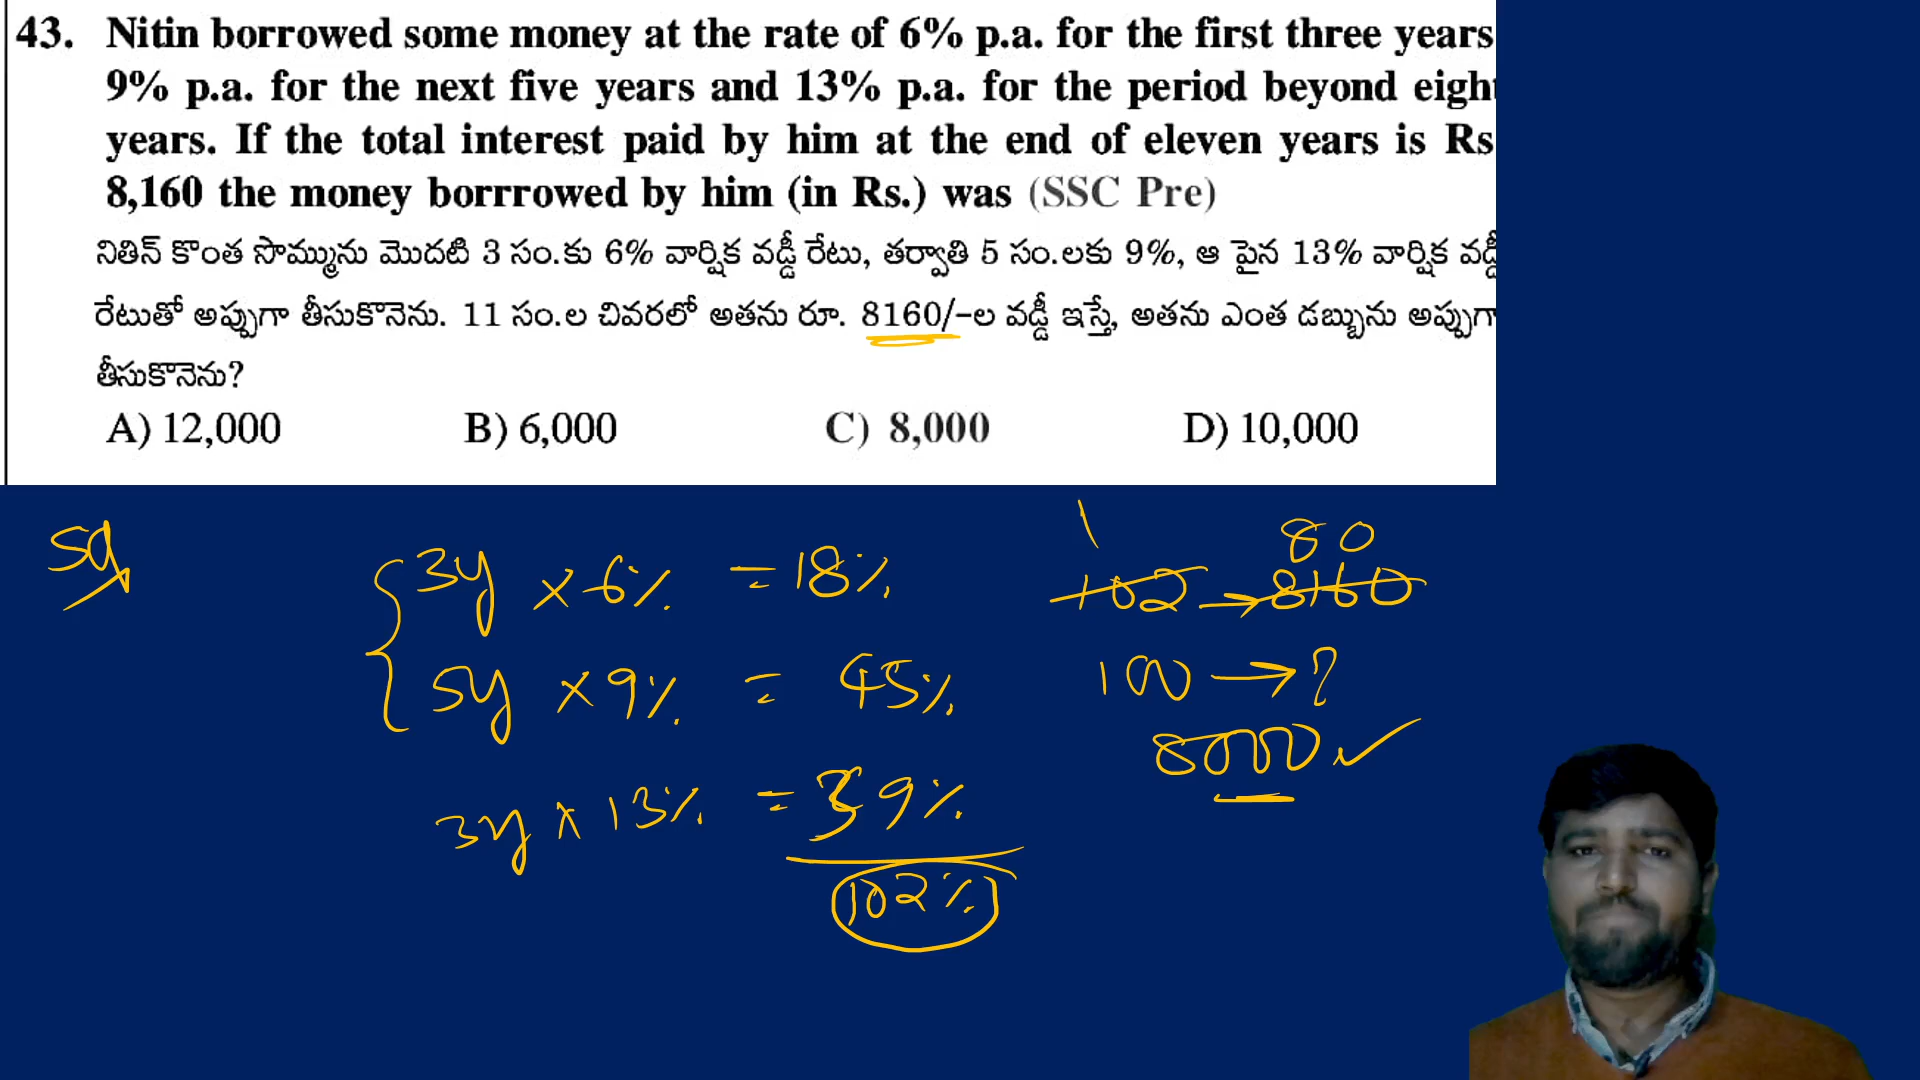 43. Nitin borrowed some money at the rate of 6% p.a. for the first three years
9% p.a. for the next five years and 13% p.a. for the period beyond eight
years. If the total interest paid by him at the end of eleven years is Rs
8,160 the money borrrowed by him (in Rs.) was (SSC Pre)
నితిన్ కొంత సొమ్మును మొదటి 3 సం.కు 6% వార్షిక వడ్డీ రేటు, తర్వాతి 5 సం.లకు 9%, ఆ పైన 13% వార్షిక వడ్డీ
రేటుతో అప్పుగా తీసుకొనెను. 11 సం.ల చివరలో అతను రూ. 8160/-ల వడ్డీ ఇస్తే, అతను ఎంత డబ్బును అప్పుగా
తీసుకొనెను?
A) 12,000 B) 6,000 C) 8,000 D) 10,000
3y × 6% = 18%
5y × 9% = 45%
3y × 13% = 39%
102%
1 80
102 → 8160
100 → ?
8000 ✓